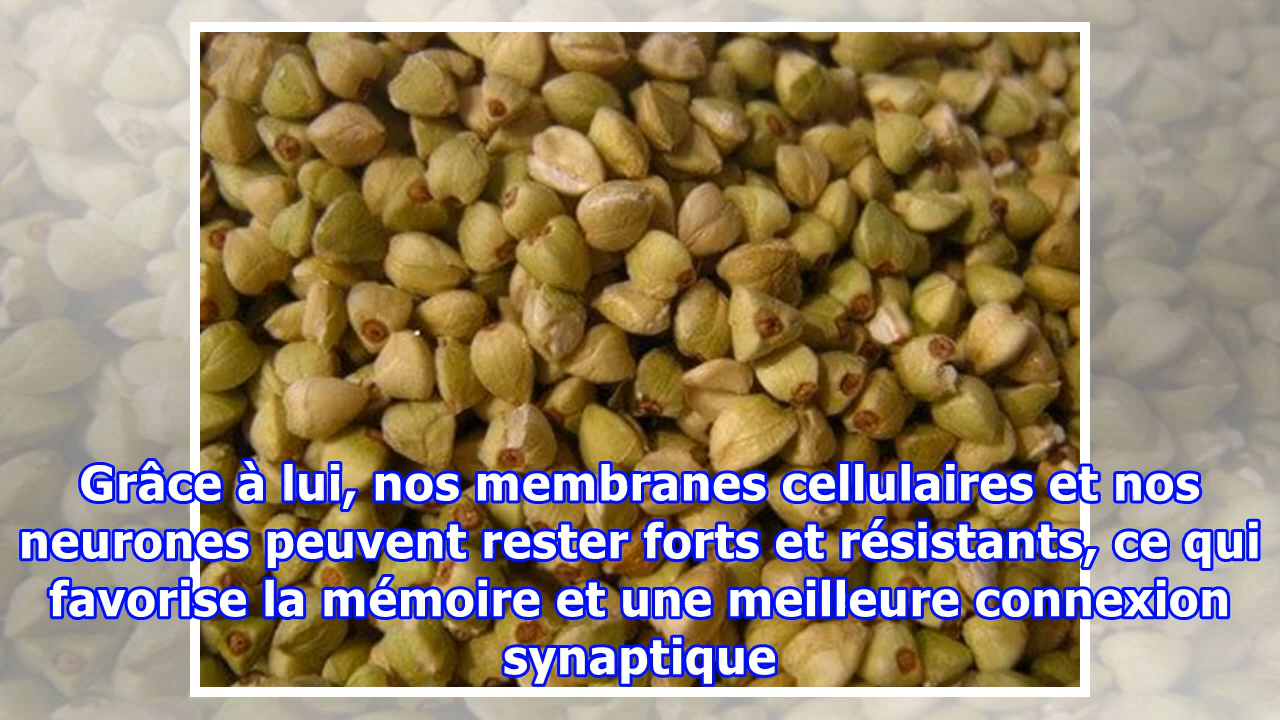 Grâce à lui, nos membranes cellulaires et nos
neurones peuvent rester forts et résistants, ce qui
favorise la mémoire et une meilleure connexion
synaptique